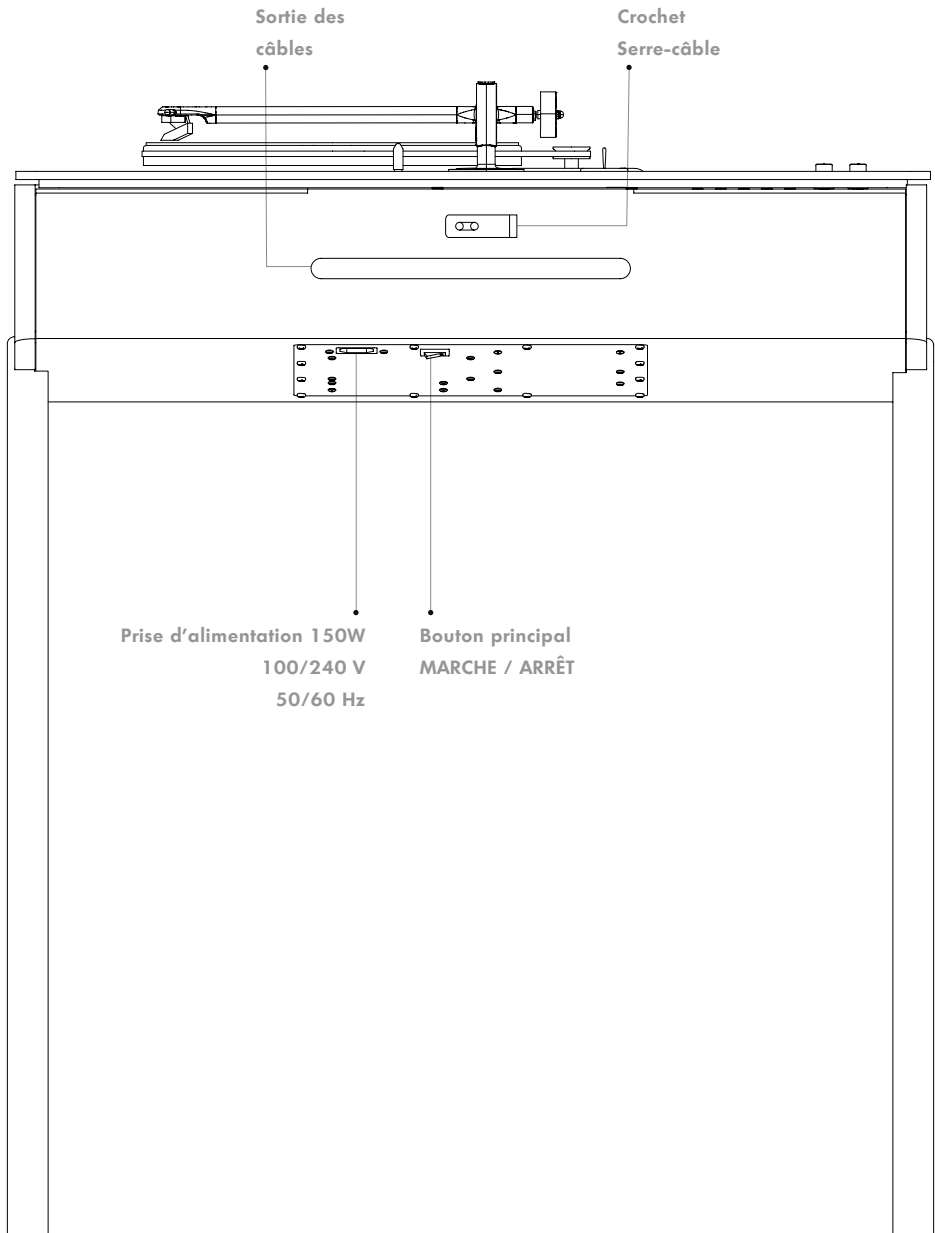 Sortie des
câbles
Crochet
Serre-câble
Prise d’alimentation 150W
100/240 V
50/60 Hz
Bouton principal
MARCHE / ARRÊT